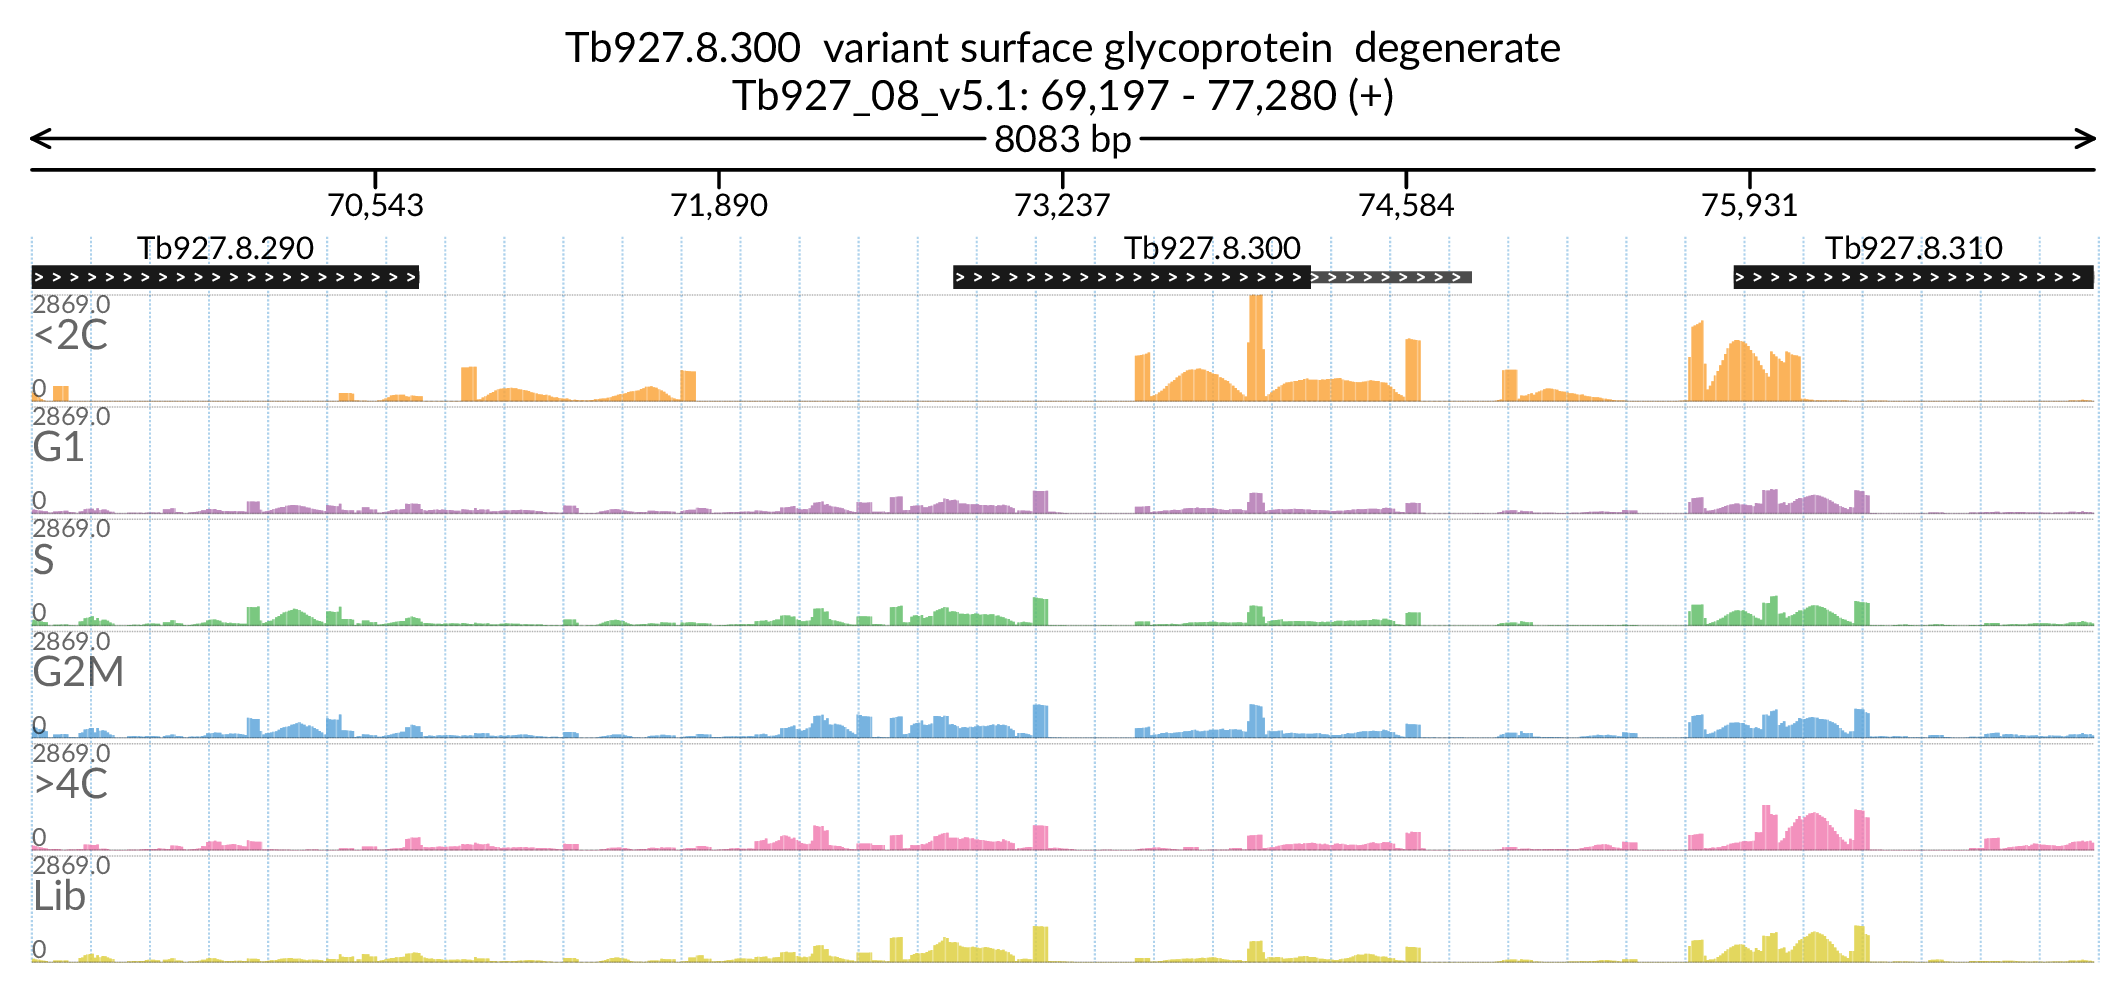 Tb927.8.300  variant surface glycoprotein  degenerate
Tb927_08_v5.1: 69,197 - 77,280 (+)
8083 bp
70,543 71,890 73,237 74,584 75,931
Tb927.8.290 Tb927.8.300 Tb927.8.310
2869.0
<2C
0
2869.0
G1
0
2869.0
S
0
2869.0
G2M
0
2869.0
>4C
0
2869.0
Lib
0